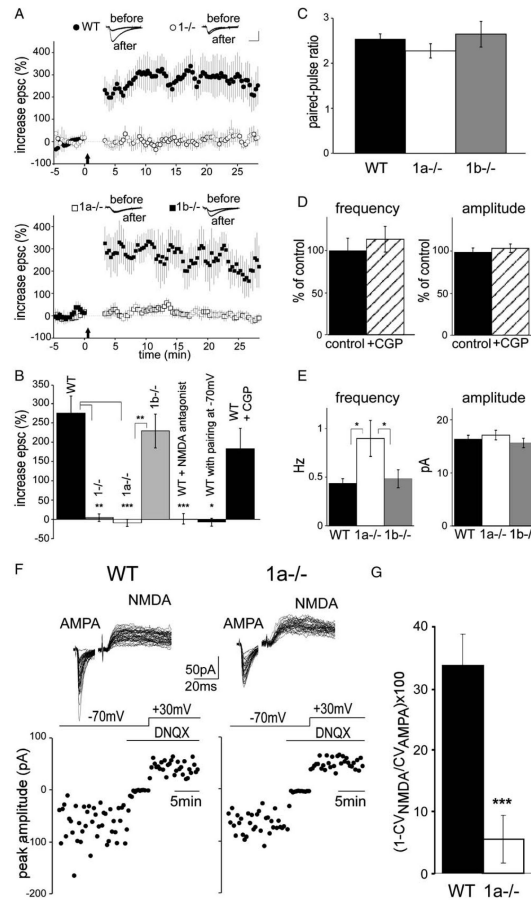 A
WT
before
after
1-/-
before
after
increase epsc (%)
400
300
200
100
0
-100
-5 0 5 10 15 20 25
1a-/-
before
after
1b-/-
before
after
increase epsc (%)
400
300
200
100
0
-100
-5 0 5 10 15 20 25
time (min)
B
increase epsc (%)
350
300
250
200
150
100
50
0
-50
WT
1-/-
**
1a-/-
***
**
1b-/-
WT + NMDA antagonist
***
WT with pairing at -70mV
*
WT
+ CGP
C
paired-pulse ratio
3
2
1
0
WT 1a-/- 1b-/-
D
frequency
% of control
100
50
0
control +CGP
amplitude
% of control
100
50
0
control +CGP
E
frequency
Hz
1
0.5
0
* *
WT 1a-/- 1b-/-
amplitude
pA
20
15
10
5
0
WT 1a-/- 1b-/-
F
WT
AMPA
NMDA
1a-/-
AMPA
NMDA
50pA
20ms
-70mV
+30mV
DNQX
5min
-70mV
+30mV
DNQX
5min
peak amplitude (pA)
100
0
-100
-200
G
(1-CVNMDA/CVAMPA)x100
40
30
20
10
0
***
WT 1a-/-